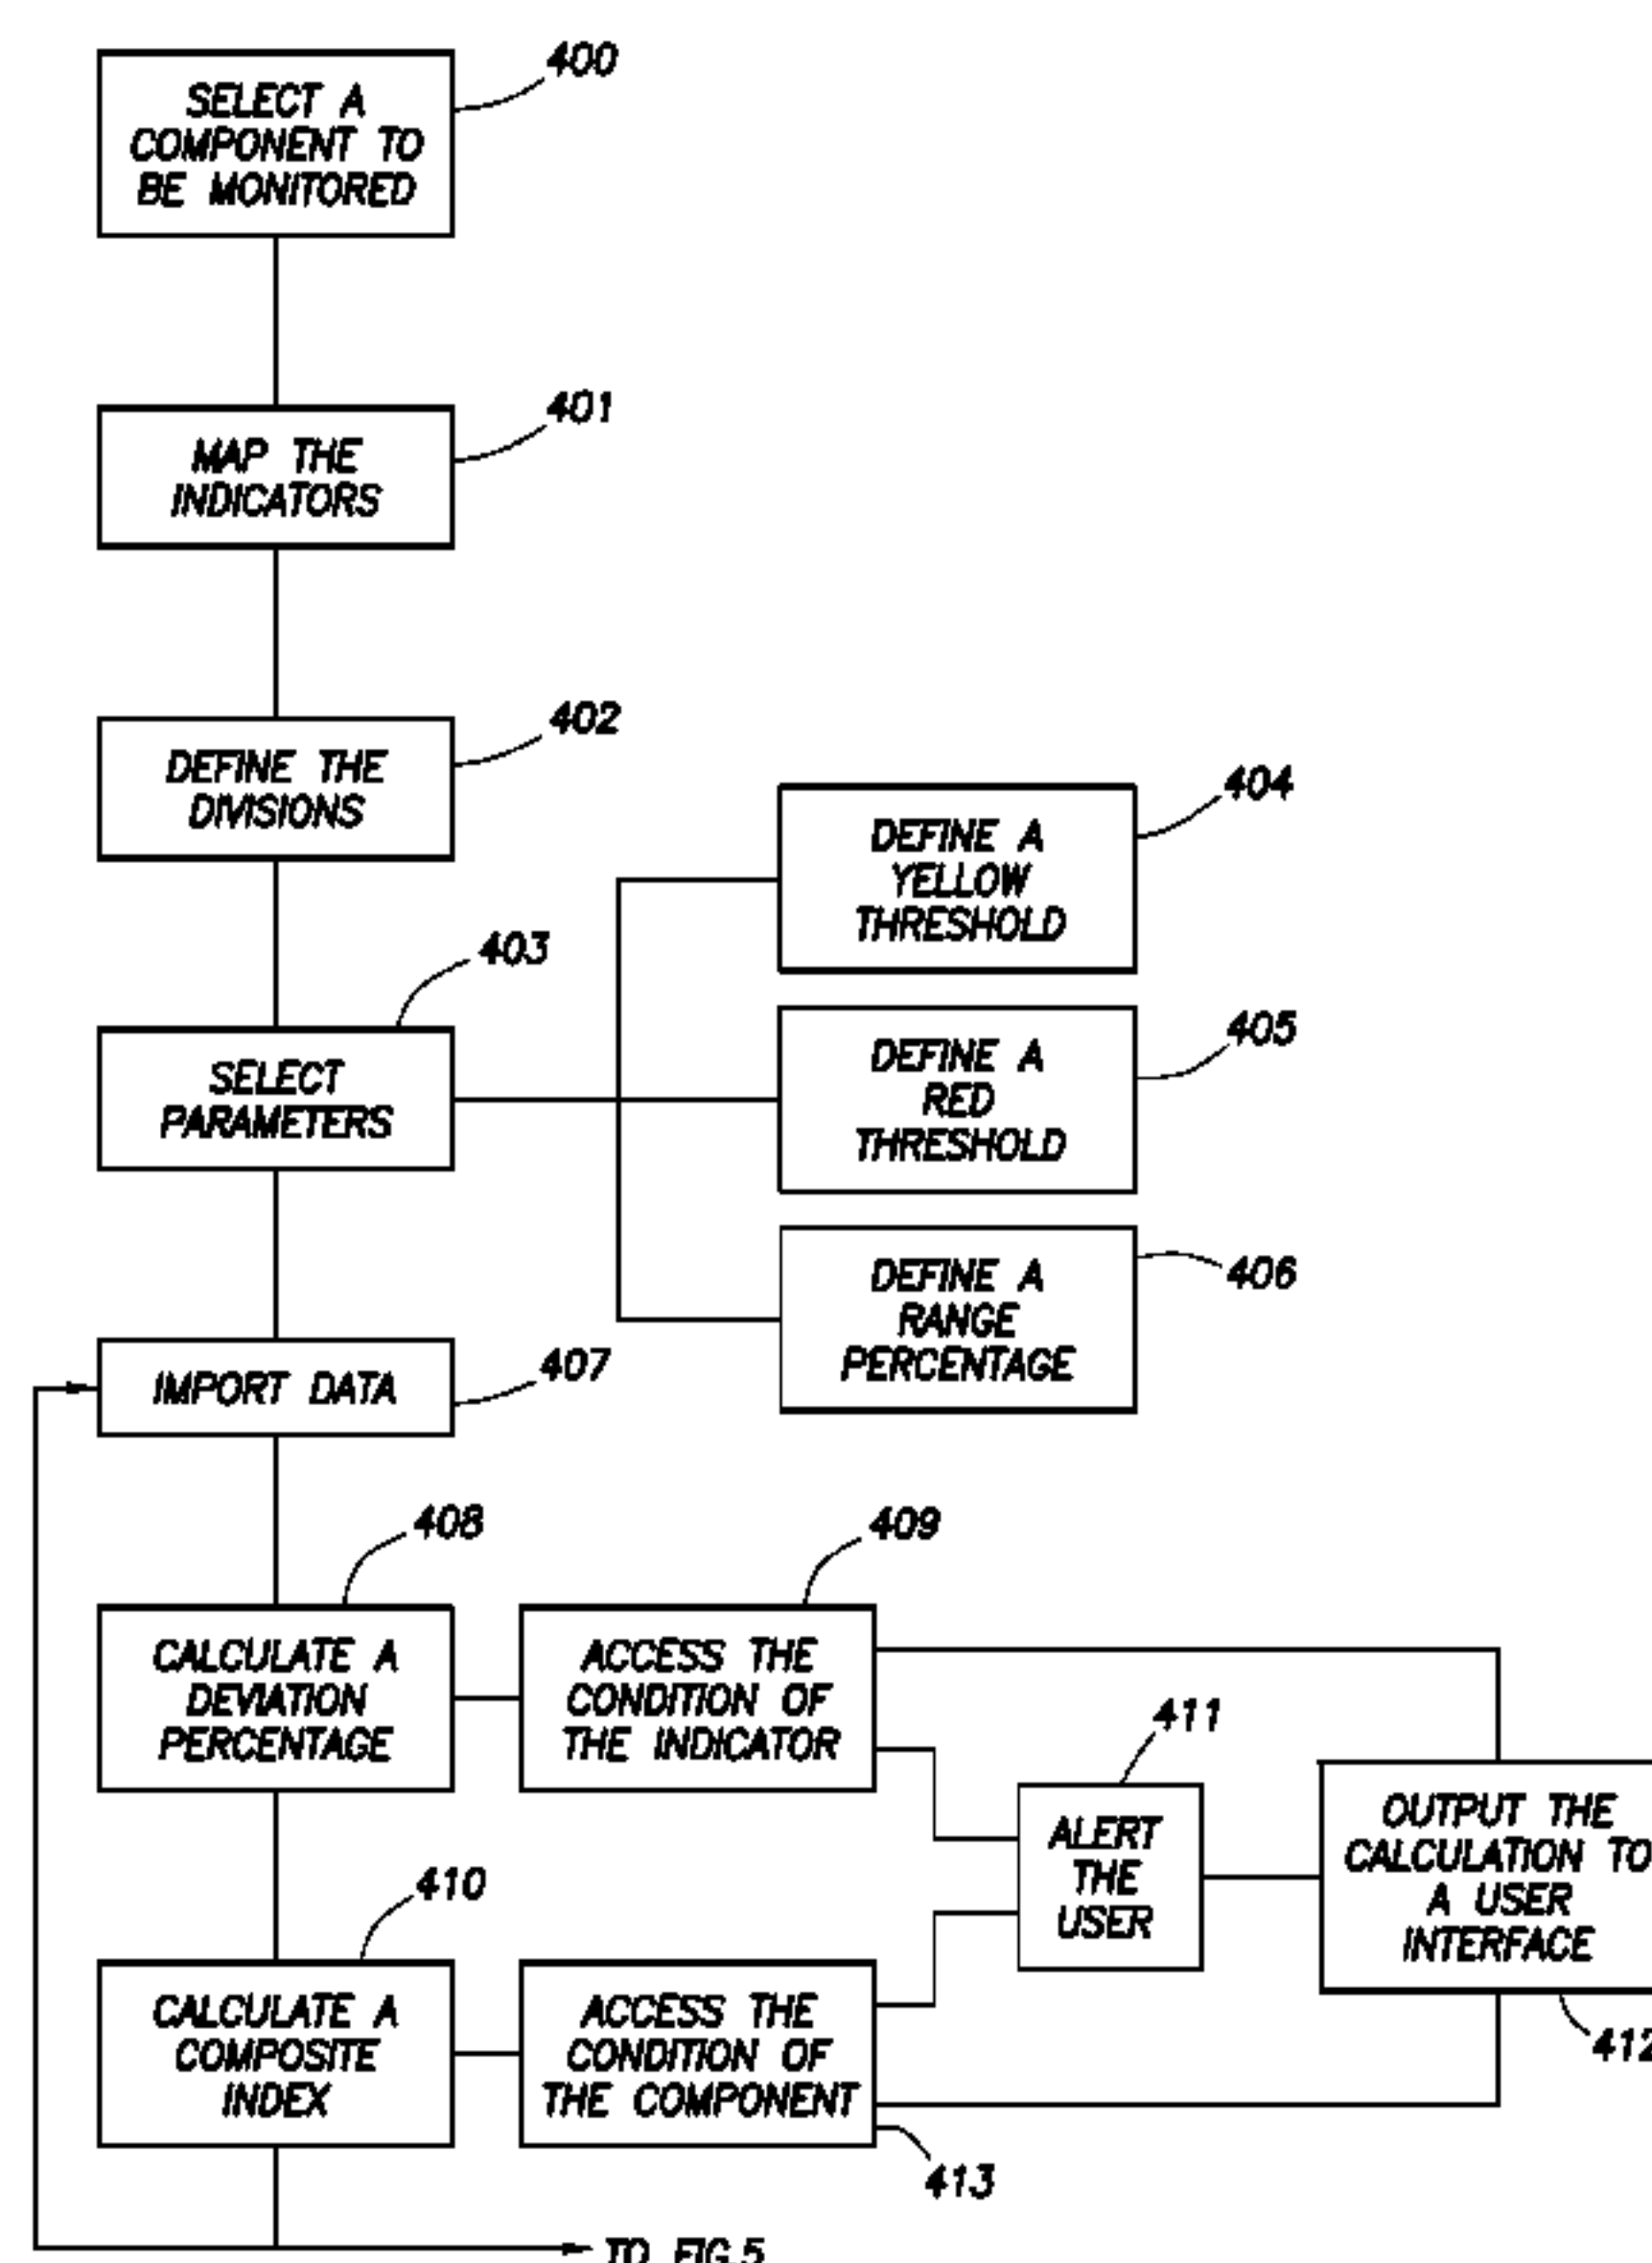 400
SELECT A
COMPONENT TO
BE MONITORED
401
MAP THE
INDICATORS
402
DEFINE THE
DIVISIONS
403
SELECT
PARAMETERS
404
DEFINE A
YELLOW
THRESHOLD
405
DEFINE A
RED
THRESHOLD
406
DEFINE A
RANGE
PERCENTAGE
407
IMPORT DATA
408
CALCULATE A
DEVIATION
PERCENTAGE
409
ACCESS THE
CONDITION OF
THE INDICATOR
411
ALERT
THE
USER
OUTPUT THE
CALCULATION TO
A USER
INTERFACE
412
410
CALCULATE A
COMPOSITE
INDEX
ACCESS THE
CONDITION OF
THE COMPONENT
413
TO FIG.5